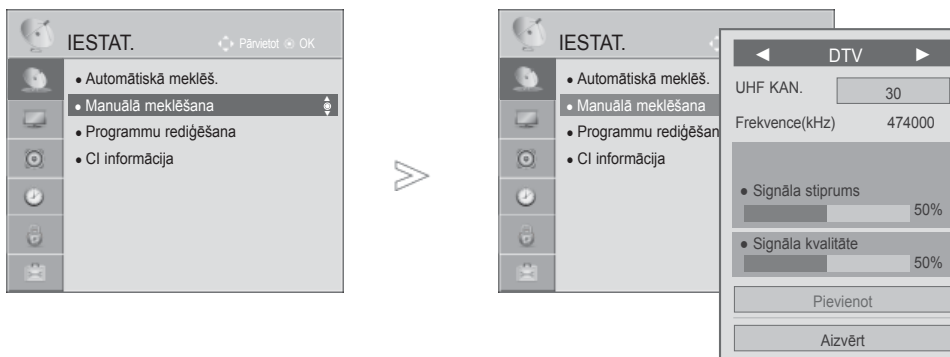 IESTAT.
Pārvietot OK
● Automātiskā meklēš.
● Manuālā meklēšana
● Programmu rediģēšana
● CI informācija
IESTAT.
● Automātiskā meklēš.
● Manuālā meklēšana
● Programmu rediģēšan
● CI informācija
◄ DTV ►
UHF KAN. 30
Frekvence(kHz) 474000
● Signāla stiprums
50%
● Signāla kvalitāte
50%
Pievienot
Aizvērt